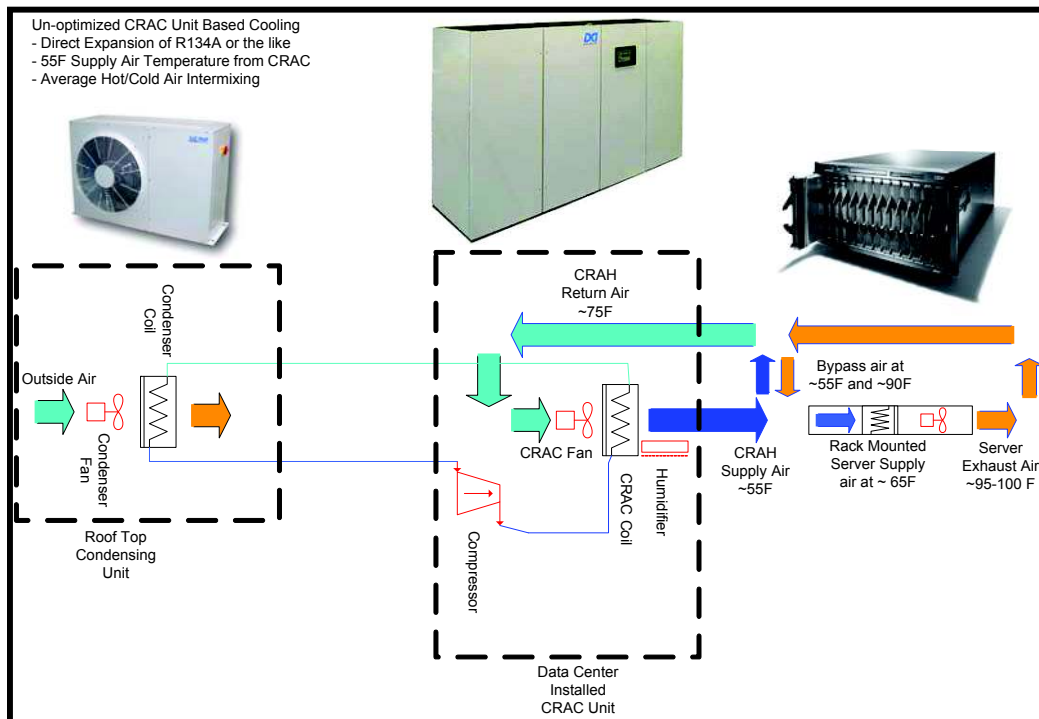 Un-optimized CRAC Unit Based Cooling
- Direct Expansion of R134A or the like
- 55F Supply Air Temperature from CRAC
- Average Hot/Cold Air Intermixing
CRAH
Return Air
~75F
Condenser
Coil
Outside Air
Condenser
Fan
Roof Top
Condensing
Unit
CRAC Fan
CRAC Coil
Humidifier
Compressor
Data Center
Installed
CRAC Unit
CRAH
Supply Air
~55F
Bypass air at
~55F and ~90F
Rack Mounted
Server Supply
air at ~ 65F
Server
Exhaust Air
~95-100 F